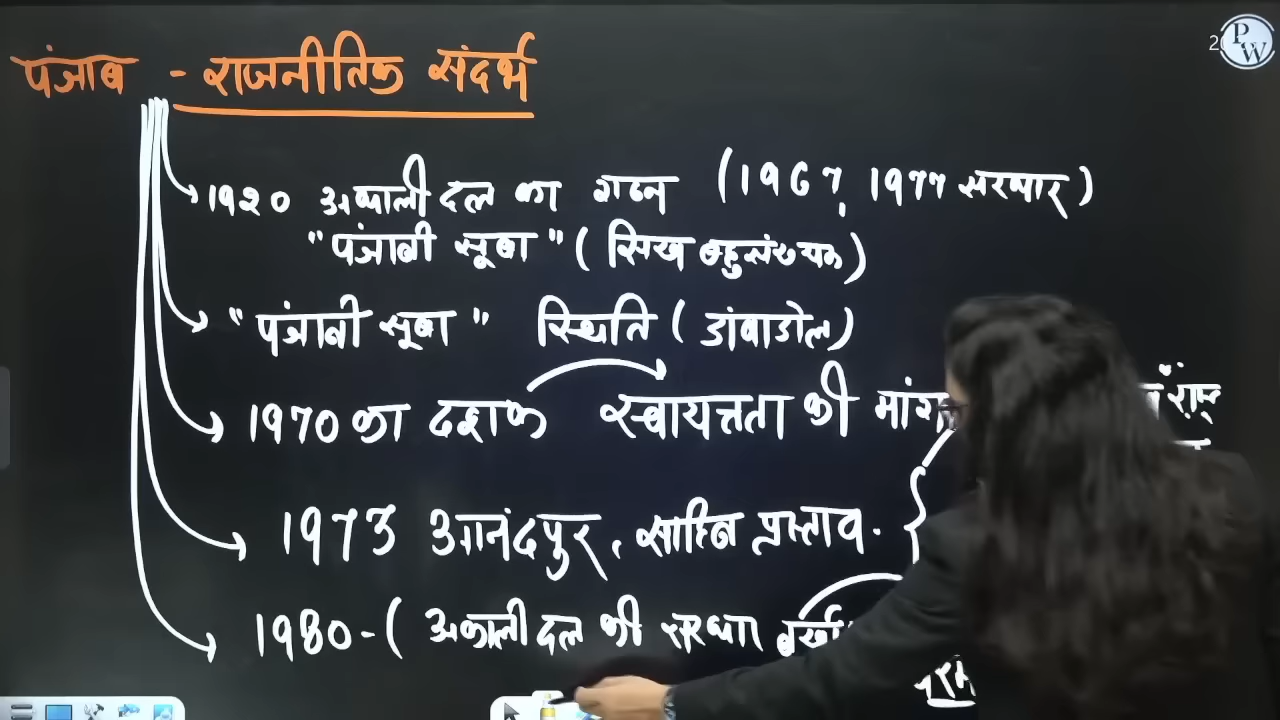 PW
पंजाब - राजनीतिक संदर्भ
1920 अकाली दल का गठन (1967, 1977 सरकार)
"पंजाबी सूबा" (सिख बहुसंख्यक)
"पंजाबी सूबा" स्थिति (डांवाडोल)
1970 का दशक स्वायत्तता की मांग
1973 आनंदपुर, साहिब प्रस्ताव.
1980 - (अकाली दल की सरकार